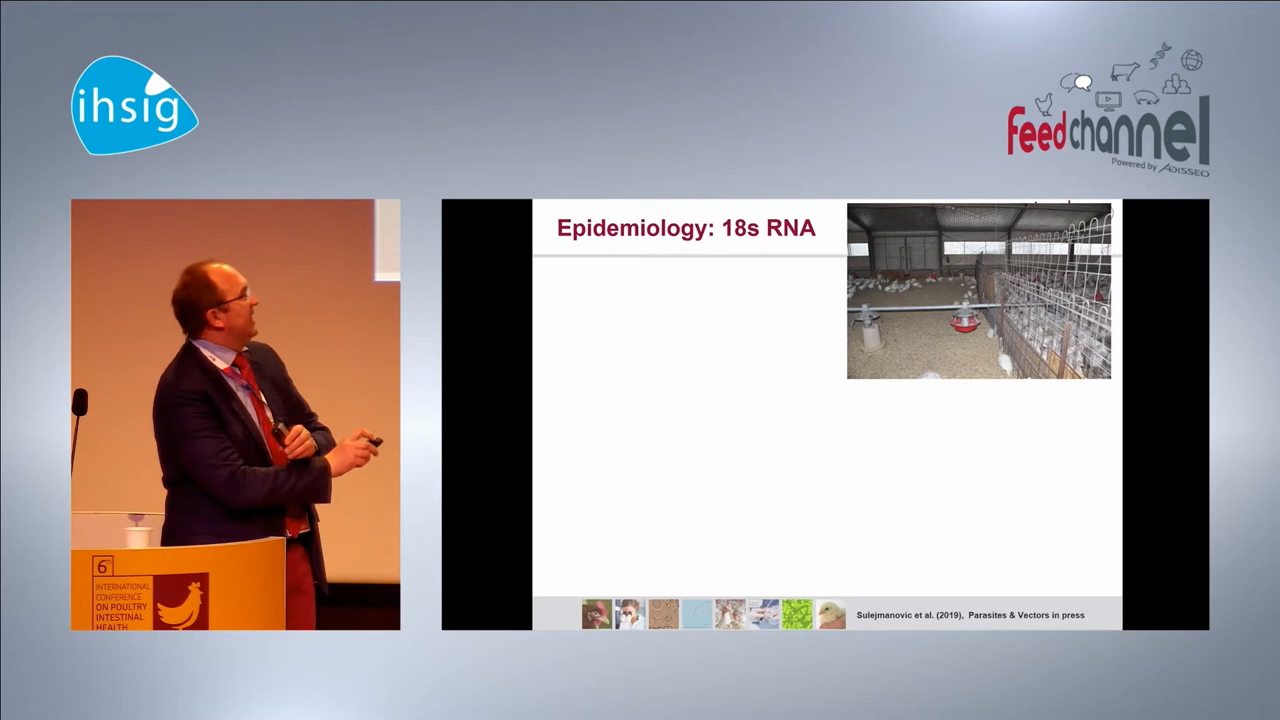 ihsig
feedchannel
Powered by ADISSEO
Epidemiology: 18s RNA
6
INTERNATIONAL
CONFERENCE
ON POULTRY
INTESTINAL
HEALTH
Sulejmanovic et al. (2019), Parasites & Vectors in press